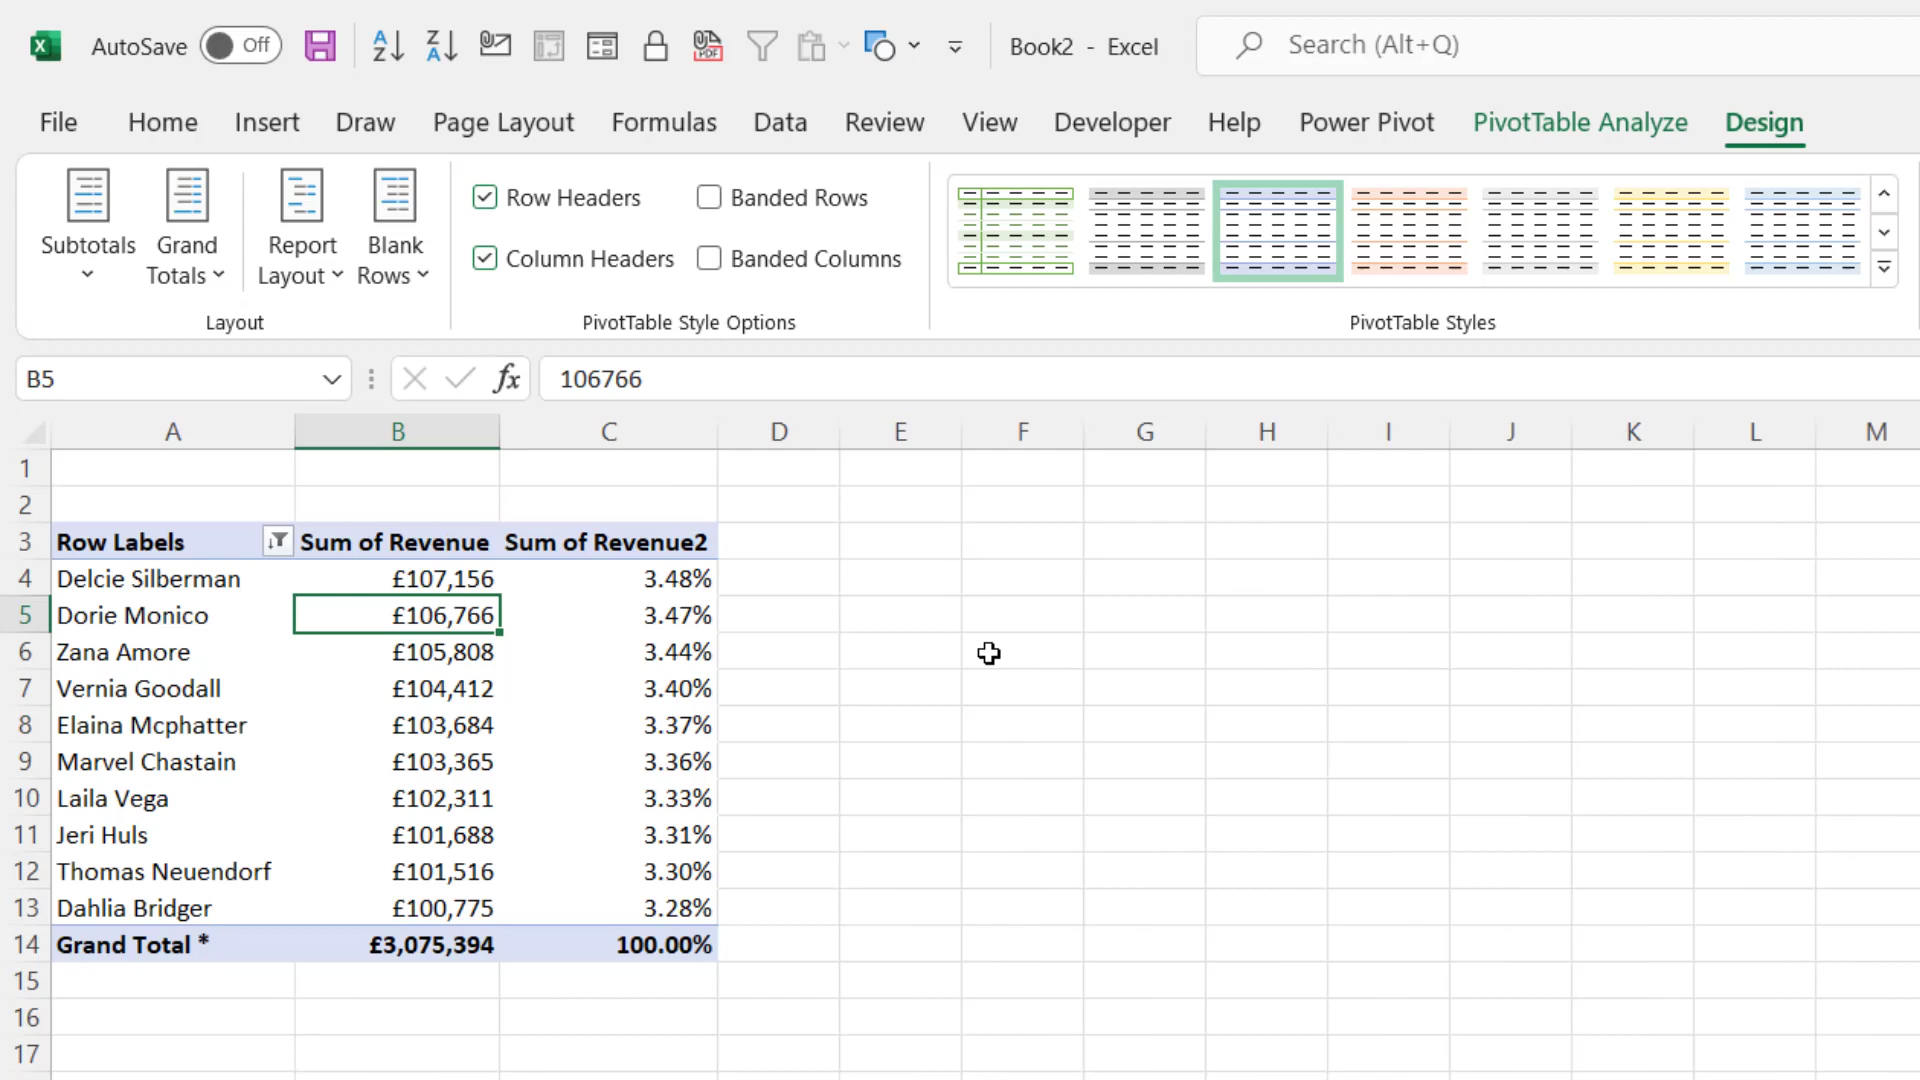 AutoSave Off Book2 - Excel Search (Alt+Q)
File Home Insert Draw Page Layout Formulas Data Review View Developer Help Power Pivot PivotTable Analyze Design
Subtotals Grand Totals Report Layout Blank Rows
Row Headers Banded Rows
Column Headers Banded Columns
Layout PivotTable Style Options PivotTable Styles
B5 fx 106766
A B C D E F G H I J K L M
1
2
3 Row Labels Sum of Revenue Sum of Revenue2
4 Delcie Silberman £107,156 3.48%
5 Dorie Monico £106,766 3.47%
6 Zana Amore £105,808 3.44%
7 Vernia Goodall £104,412 3.40%
8 Elaina Mcphatter £103,684 3.37%
9 Marvel Chastain £103,365 3.36%
10 Laila Vega £102,311 3.33%
11 Jeri Huls £101,688 3.31%
12 Thomas Neuendorf £101,516 3.30%
13 Dahlia Bridger £100,775 3.28%
14 Grand Total * £3,075,394 100.00%
15
16
17